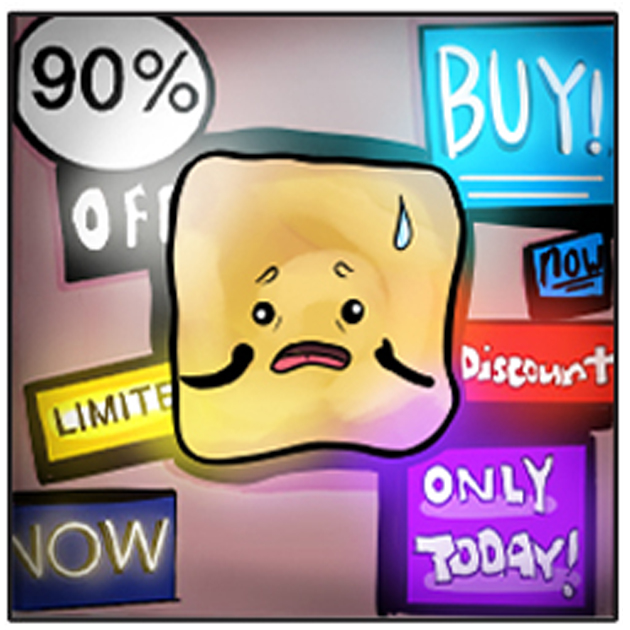 90%
OFF
BUY!
now
Discount
LIMITE
NOW
ONLY
TODAY!